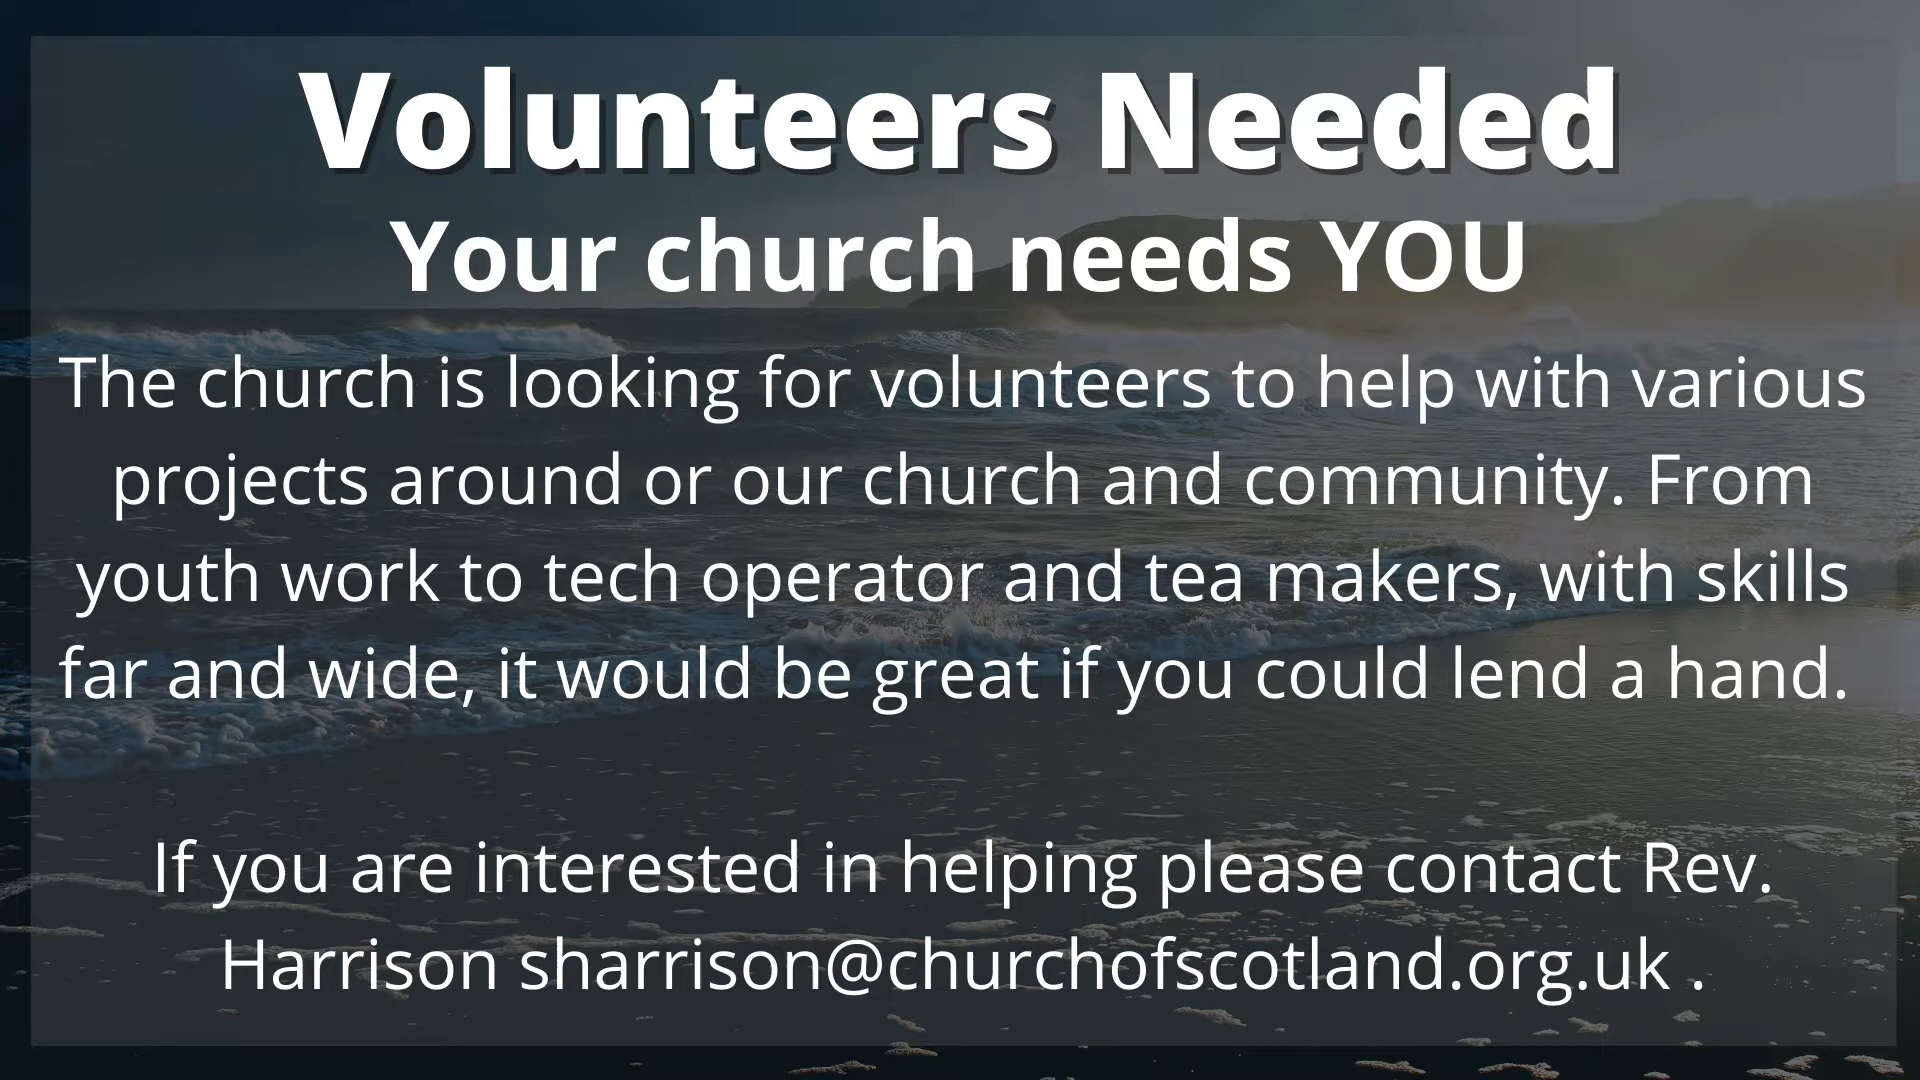 Volunteers Needed
Your church needs YOU
The church is looking for volunteers to help with various
projects around or our church and community. From
youth work to tech operator and tea makers, with skills
far and wide, it would be great if you could lend a hand.
If you are interested in helping please contact Rev.
Harrison sharrison@churchofscotland.org.uk .